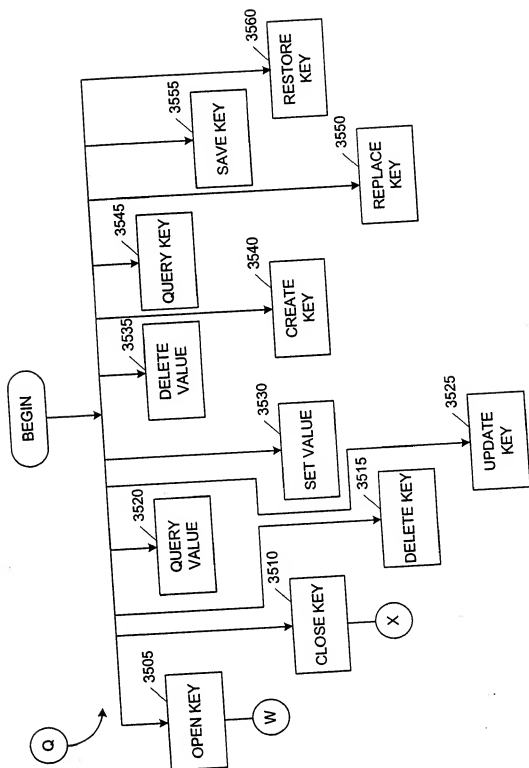 BEGIN
Q
3505
OPEN KEY
W
3510
CLOSE KEY
X
3515
DELETE KEY
3520
QUERY
VALUE
3525
UPDATE
KEY
3530
SET VALUE
3535
DELETE
VALUE
3540
CREATE
KEY
3545
QUERY KEY
3550
REPLACE
KEY
3555
SAVE KEY
3560
RESTORE
KEY